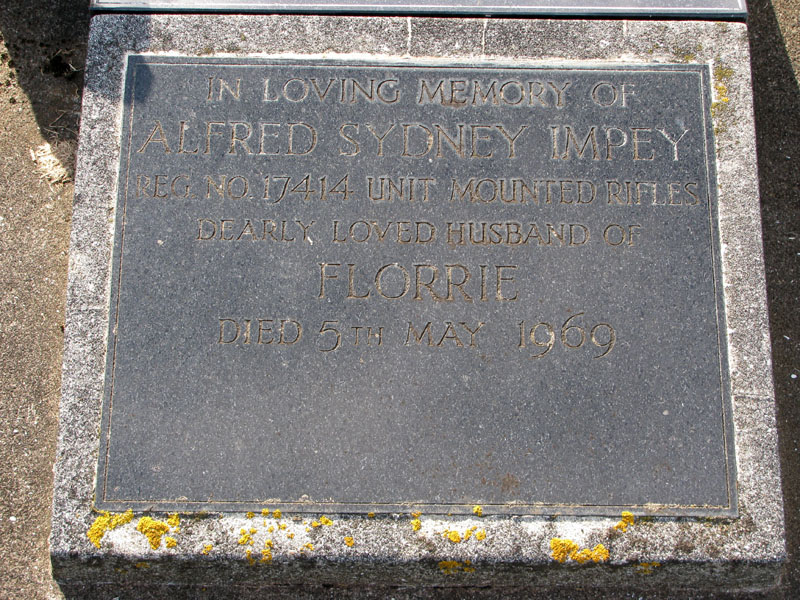 IN LOVING MEMORY OF
ALFRED SYDNEY IMPEY
REG. NO. 17414 UNIT MOUNTED RIFLES
DEARLY LOVED HUSBAND OF
FLORRIE
DIED 5TH MAY 1969